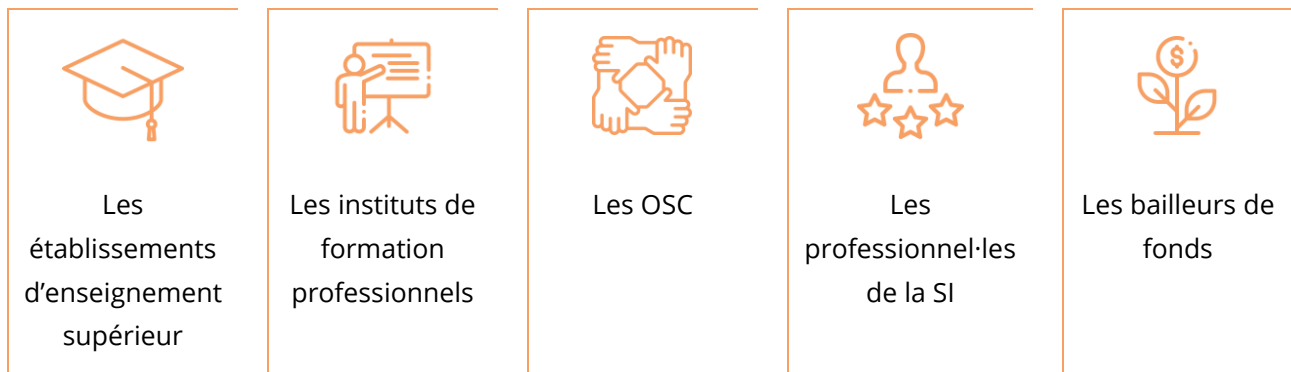 Les
établissements
d’enseignement
supérieur
Les instituts de
formation
professionnels
Les OSC
Les
professionnel·les
de la SI
Les bailleurs de
fonds